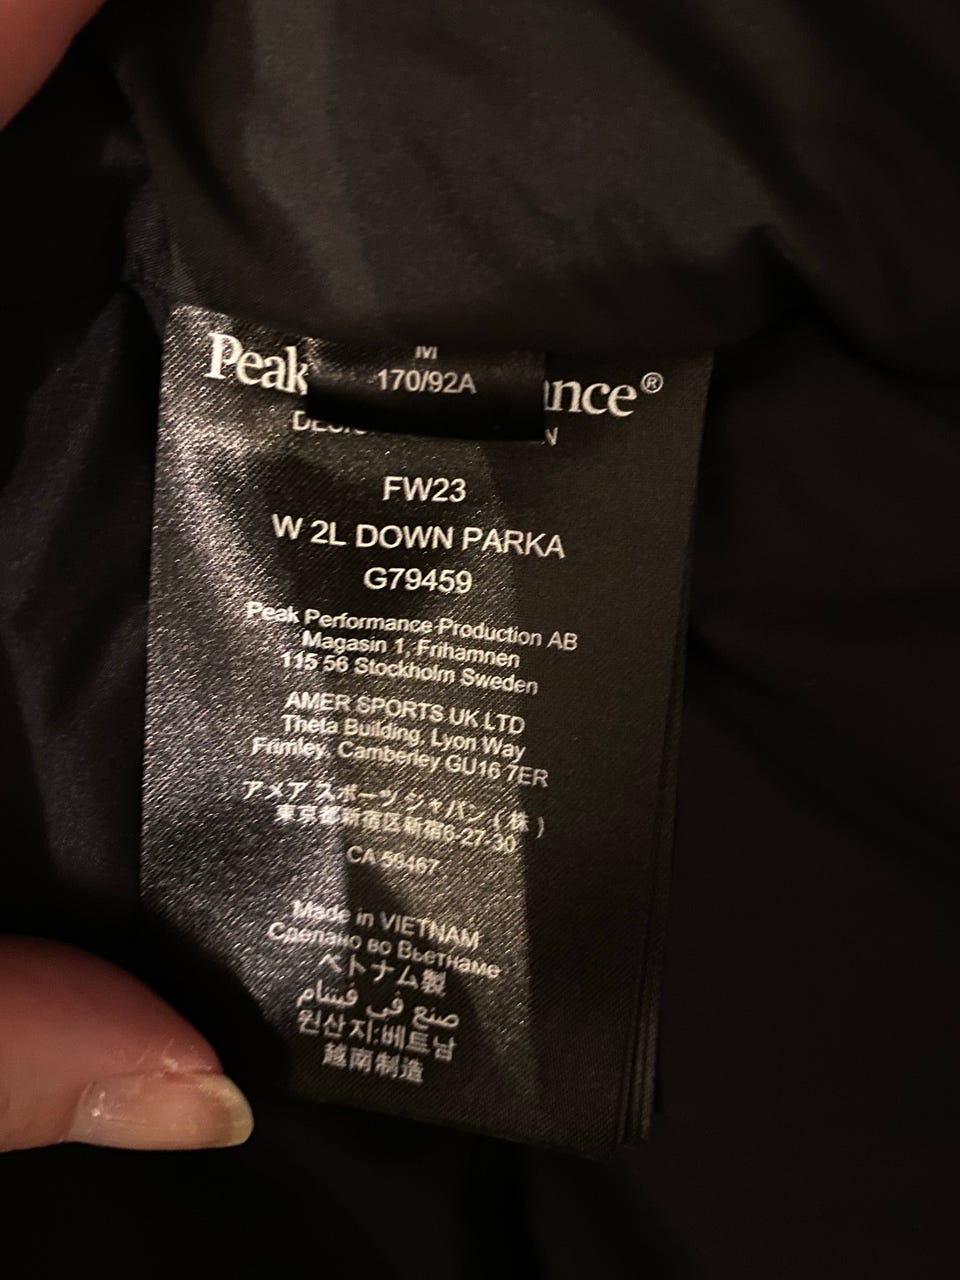 M
170/92A
Peak
FW23
W 2L DOWN PARKA
G79459
Peak Performance Production AB
Magasin 1, Frihamnen
115 56 Stockholm Sweden
AMER SPORTS UK LTD
Theta Building, Lyon Way
Frimley, Camberley GU16 7ER
アメア スポーツ ジャパン (株)
東京都新宿区新宿6-27-30
CA 59467
Made in VIETNAM
Сделано во Вьетнаме
ベトナム製
صنع في فيتنام
원산지:베트남
越南制造